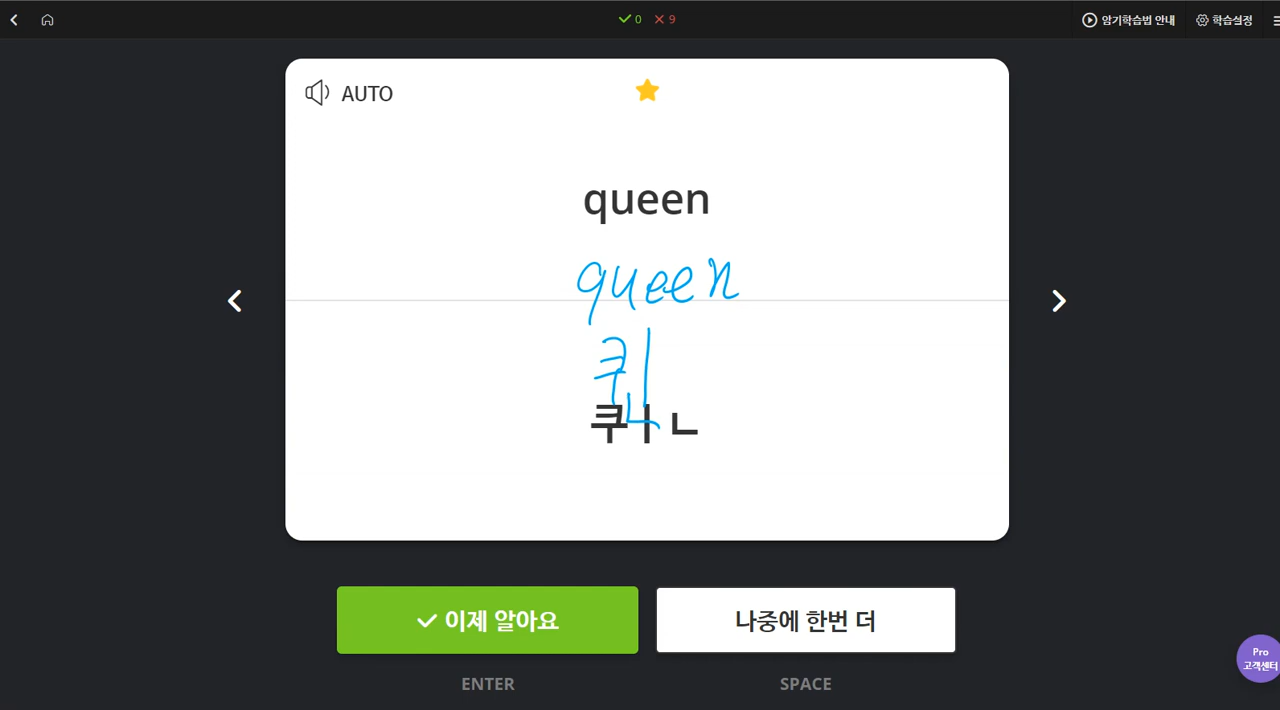 0 9 암기학습법 안내 학습설정
AUTO
queen
queen
퀸
쿠ㅣㄴ
이제 알아요 나중에 한번 더
ENTER SPACE
Pro
고객센터